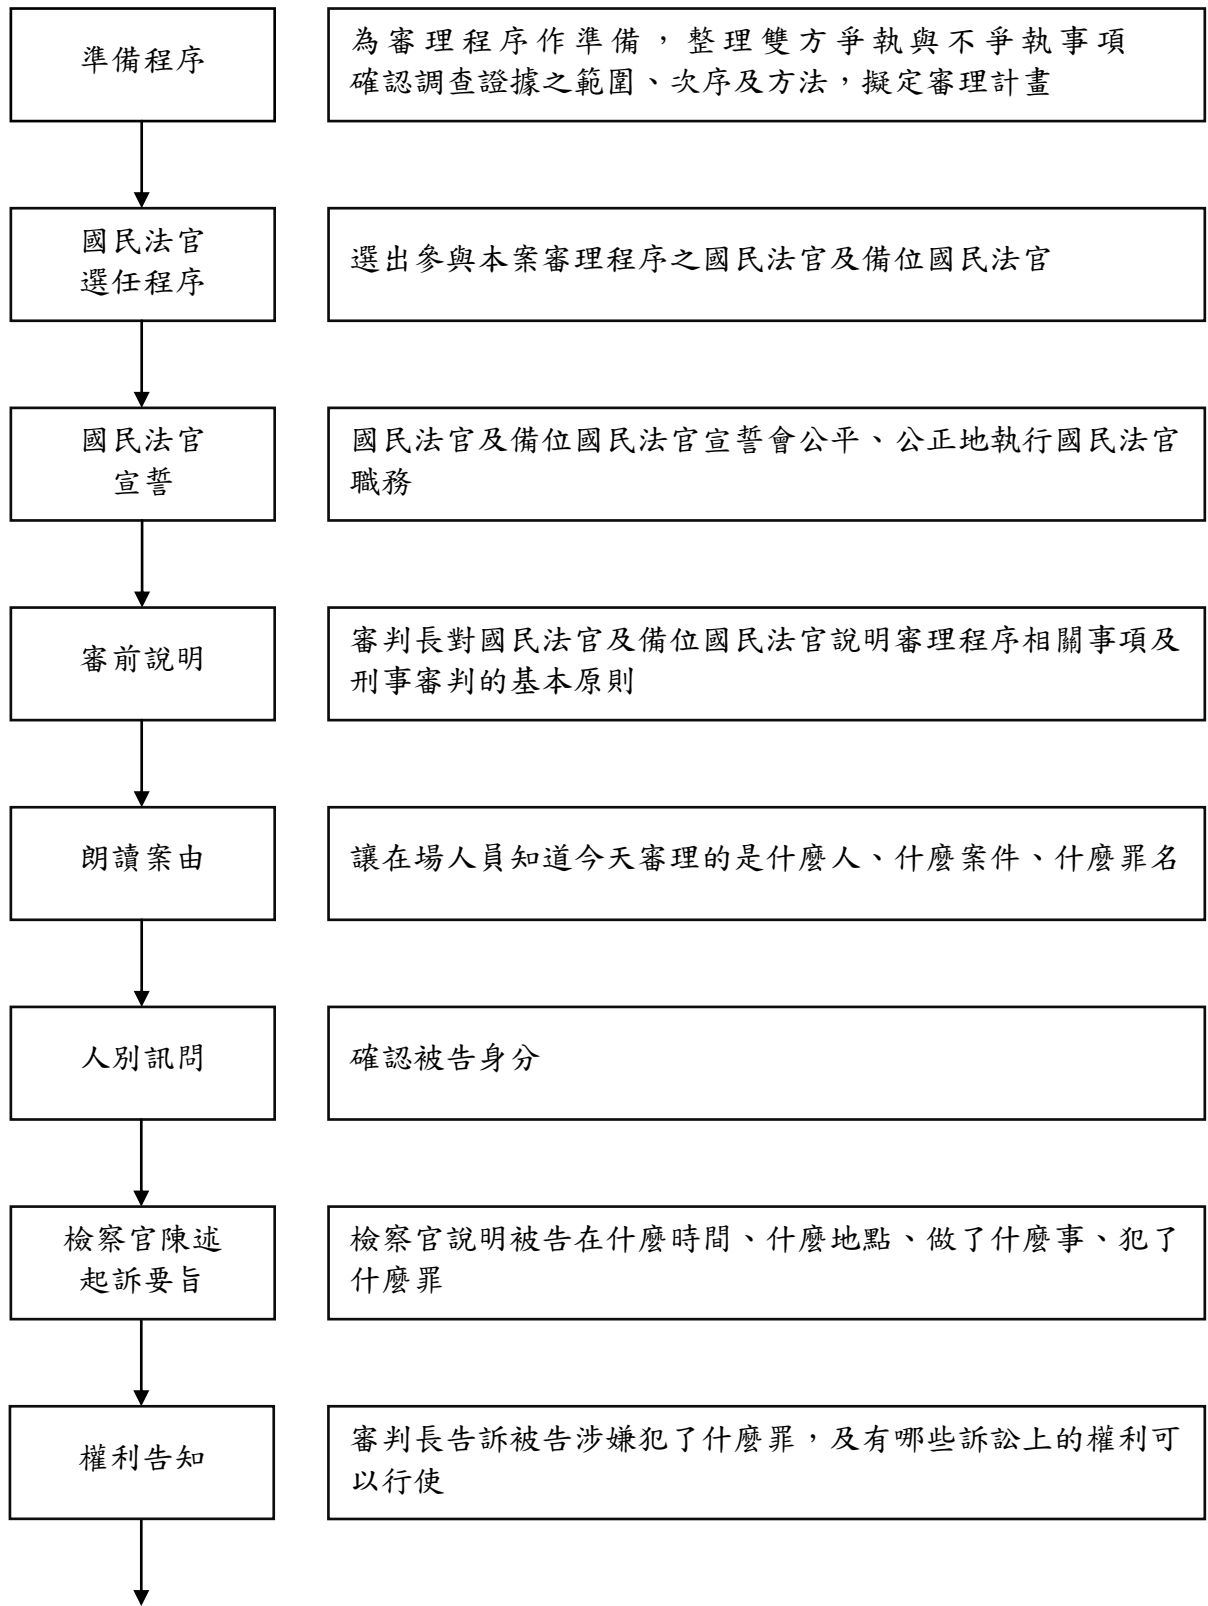 準備程序
為審理程序作準備，整理雙方爭執與不爭執事項
確認調查證據之範圍、次序及方法，擬定審理計畫
國民法官
選任程序
選出參與本案審理程序之國民法官及備位國民法官
國民法官
宣誓
國民法官及備位國民法官宣誓會公平、公正地執行國民法官
職務
審前說明
審判長對國民法官及備位國民法官說明審理程序相關事項及
刑事審判的基本原則
朗讀案由
讓在場人員知道今天審理的是什麼人、什麼案件、什麼罪名
人別訊問
確認被告身分
檢察官陳述
起訴要旨
檢察官說明被告在什麼時間、什麼地點、做了什麼事、犯了
什麼罪
權利告知
審判長告訴被告涉嫌犯了什麼罪，及有哪些訴訟上的權利可
以行使